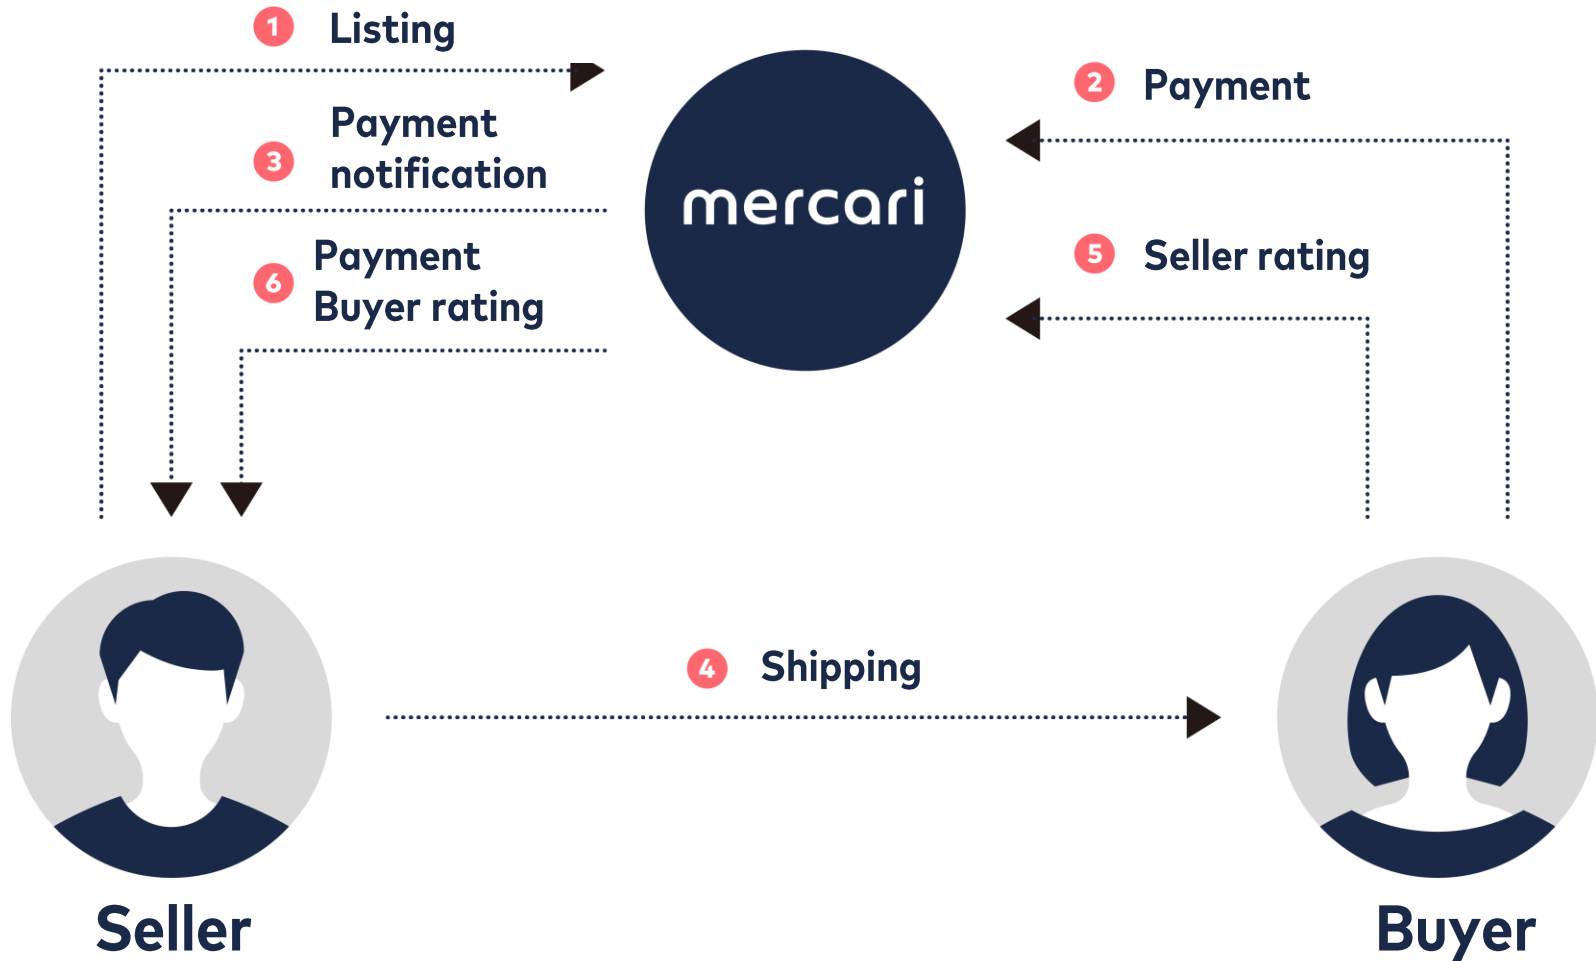 1 Listing
2 Payment
3 Payment
notification
mercari
5 Seller rating
6 Payment
Buyer rating
4 Shipping
Seller
Buyer